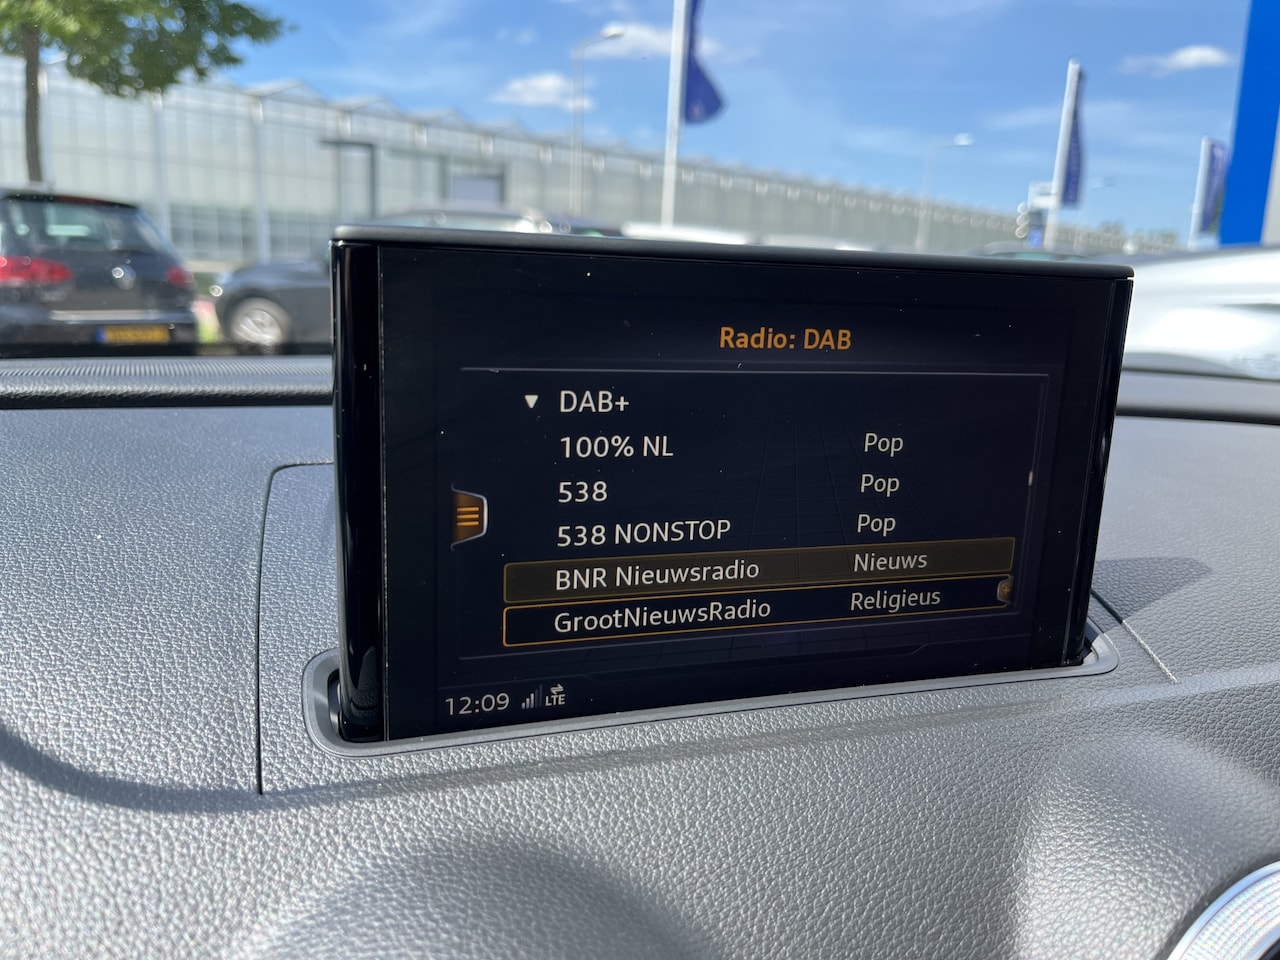 Radio: DAB
DAB+
100% NL Pop
538 Pop
538 NONSTOP Pop
BNR Nieuwsradio Nieuws
GrootNieuwsRadio Religieus
12:09 LTE